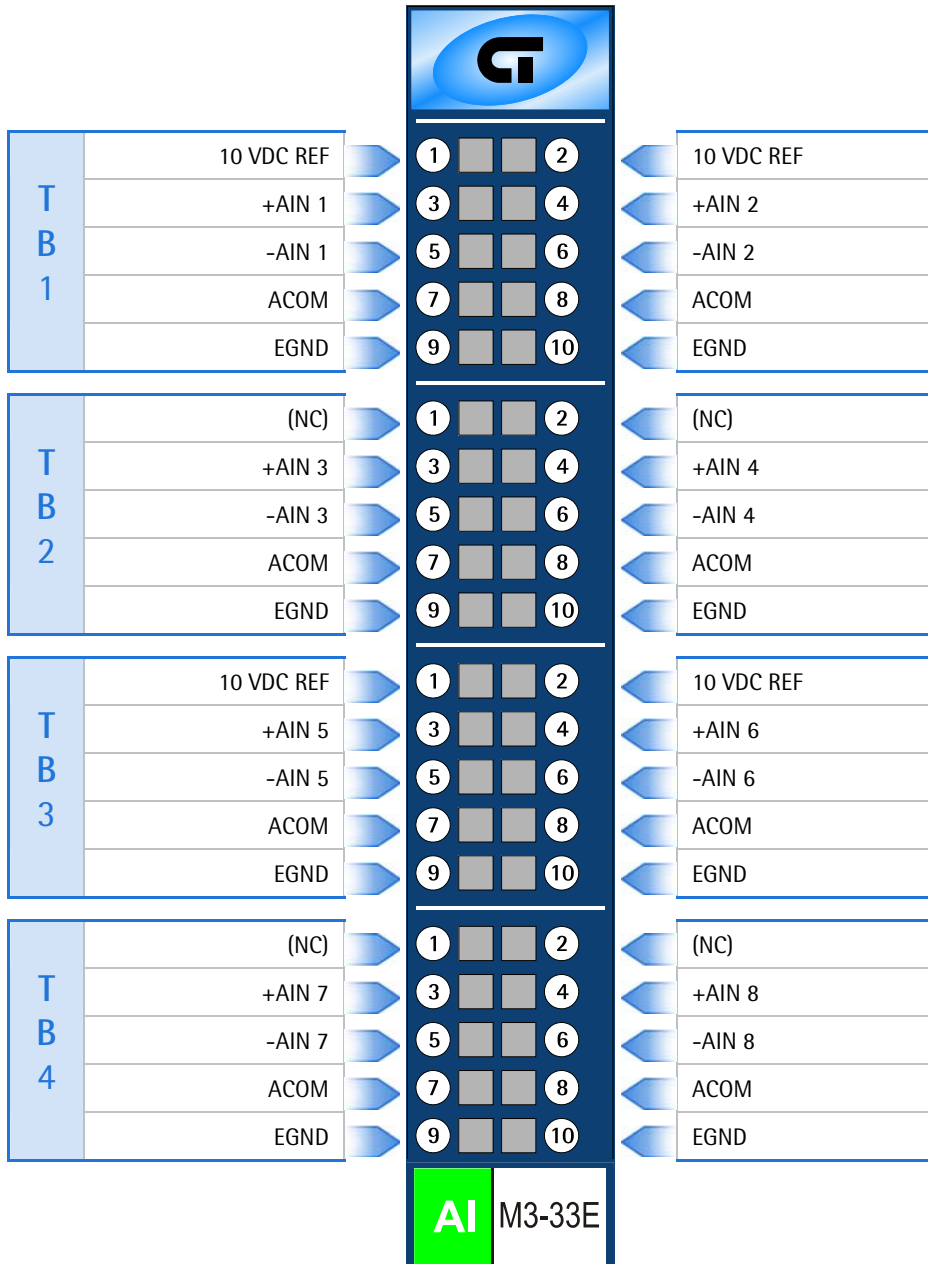 CT
T
B
1
10 VDC REF 1 2 10 VDC REF
+AIN 1 3 4 +AIN 2
-AIN 1 5 6 -AIN 2
ACOM 7 8 ACOM
EGND 9 10 EGND
T
B
2
(NC) 1 2 (NC)
+AIN 3 3 4 +AIN 4
-AIN 3 5 6 -AIN 4
ACOM 7 8 ACOM
EGND 9 10 EGND
T
B
3
10 VDC REF 1 2 10 VDC REF
+AIN 5 3 4 +AIN 6
-AIN 5 5 6 -AIN 6
ACOM 7 8 ACOM
EGND 9 10 EGND
T
B
4
(NC) 1 2 (NC)
+AIN 7 3 4 +AIN 8
-AIN 7 5 6 -AIN 8
ACOM 7 8 ACOM
EGND 9 10 EGND
AI M3-33E